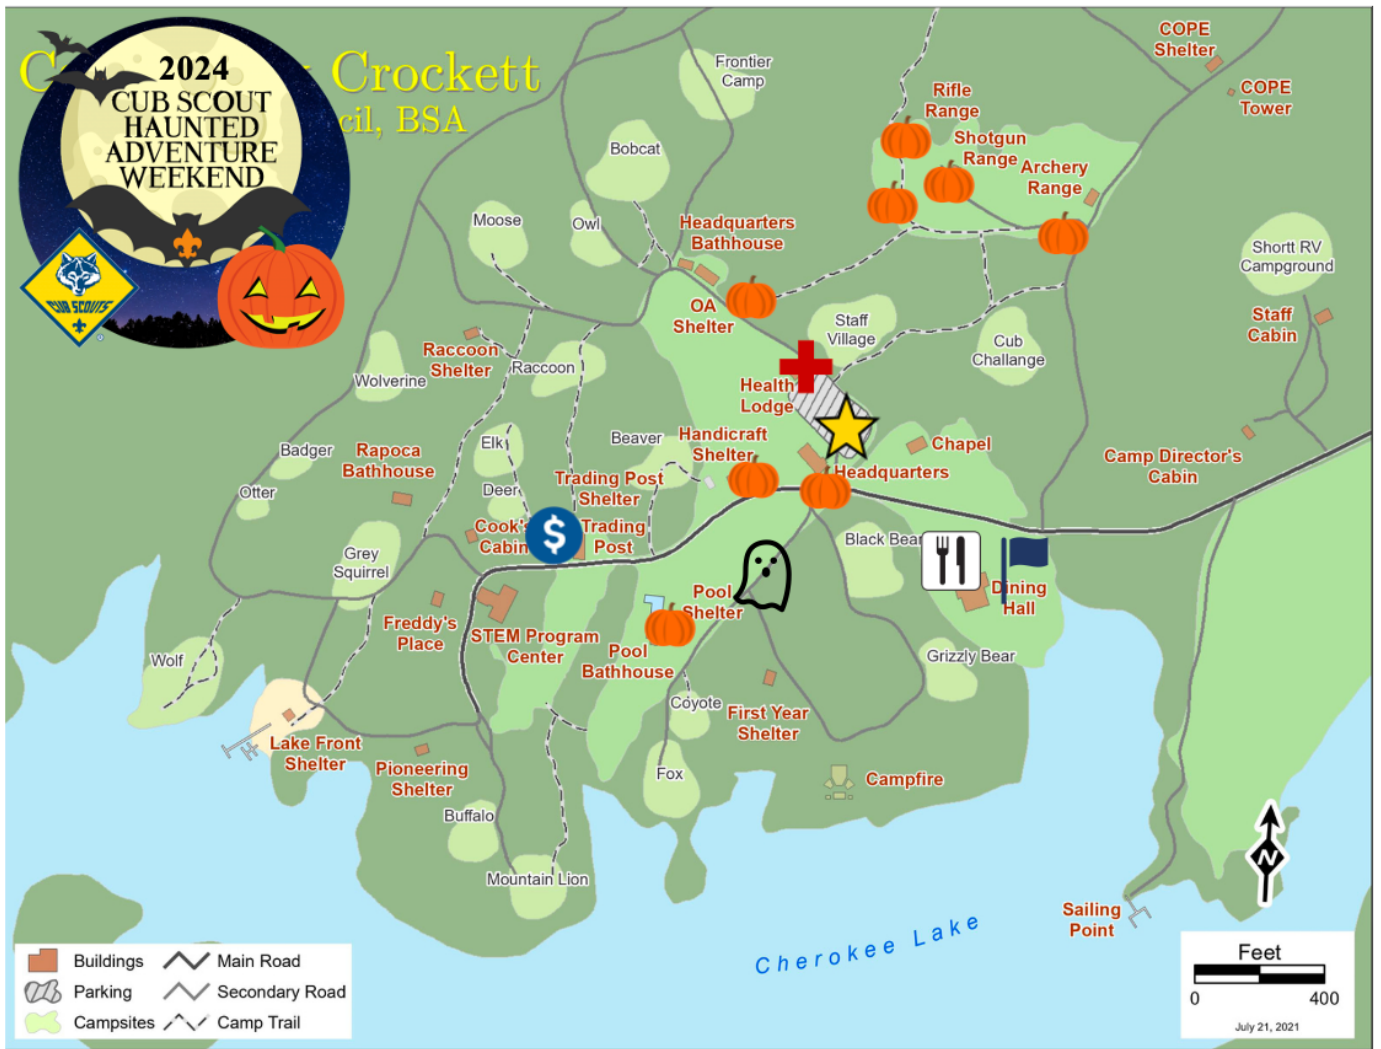 C
Crockett
cil, BSA
2024
CUB SCOUT
HAUNTED
ADVENTURE
WEEKEND
CUB SCOUTS
Frontier
Camp
COPE
Shelter
COPE
Tower
Rifle
Range
Shotgun
Range
Archery
Range
Bobcat
Moose
Owl
Headquarters
Bathhouse
Shortt RV
Campground
OA
Shelter
Staff
Village
Staff
Cabin
Cub
Challange
Raccoon
Shelter
Raccoon
Wolverine
Health
Lodge
Badger
Rapoca
Bathhouse
Elk
Beaver
Handicraft
Shelter
Chapel
Headquarters
Camp Director's
Cabin
Otter
Deer
Trading Post
Shelter
Cook's
Cabin
$
Trading
Post
Black Bear
Grey
Squirrel
Dining
Hall
Pool
Shelter
Freddy's
Place
STEM Program
Center
Pool
Bathhouse
Grizzly Bear
Wolf
Coyote
First Year
Shelter
Lake Front
Shelter
Pioneering
Shelter
Fox
Campfire
Buffalo
Mountain Lion
N
Sailing
Point
Cherokee Lake
Buildings
Main Road
Parking
Secondary Road
Campsites
Camp Trail
Feet
0 400
July 21, 2021